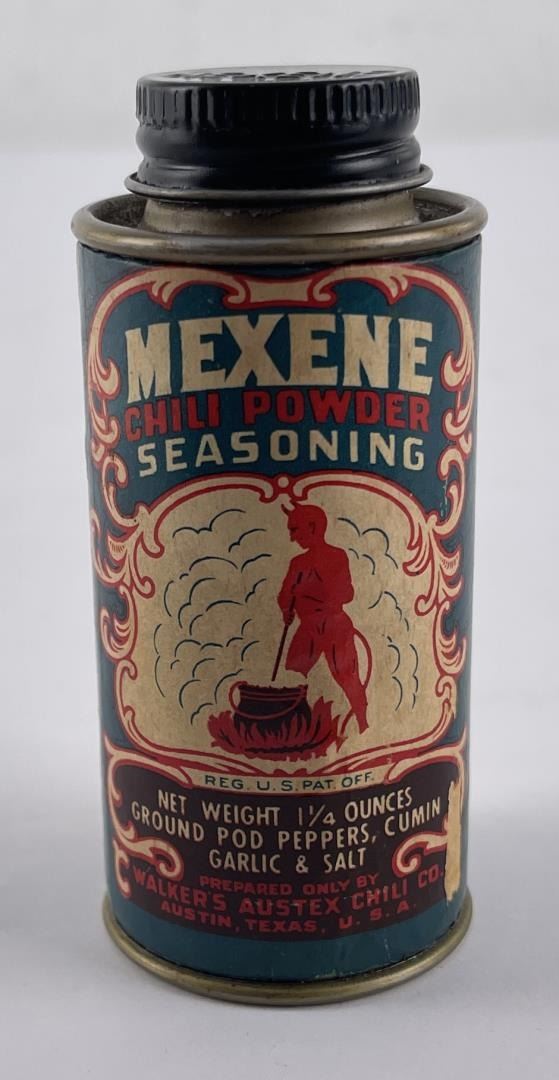 MEXENE
CHILI POWDER
SEASONING
REG. U.S. PAT. OFF.
NET WEIGHT 1¼ OUNCES
GROUND POD PEPPERS, CUMIN
GARLIC & SALT
PREPARED ONLY BY
WALKER'S AUSTEX CHILI CO.
AUSTIN, TEXAS, U. S. A.